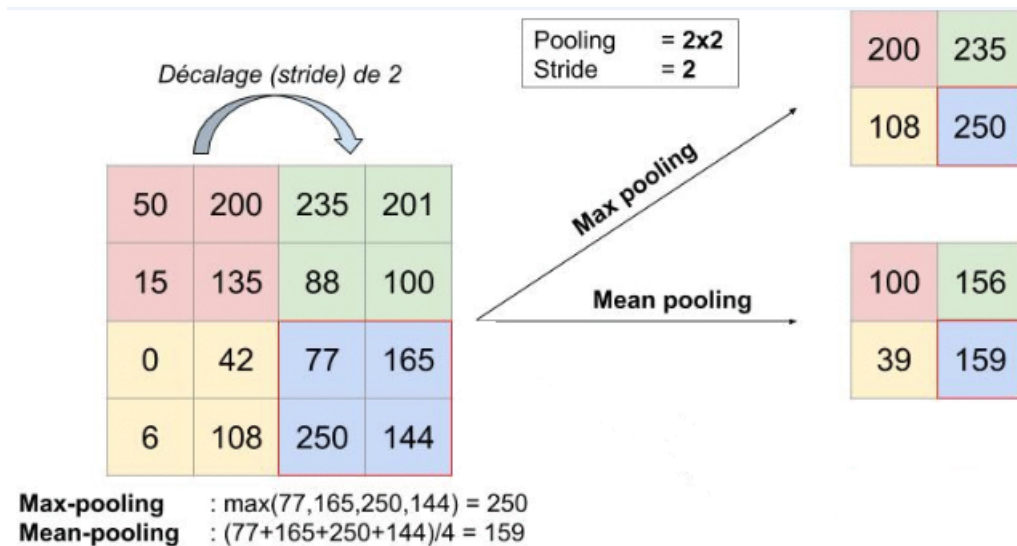 Pooling = 2x2
Stride = 2
Décalage (stride) de 2
200 235
108 250
Max pooling
50 200 235 201
15 135 88 100
0 42 77 165
6 108 250 144
Mean pooling
100 156
39 159
Max-pooling : max(77,165,250,144) = 250
Mean-pooling : (77+165+250+144)/4 = 159